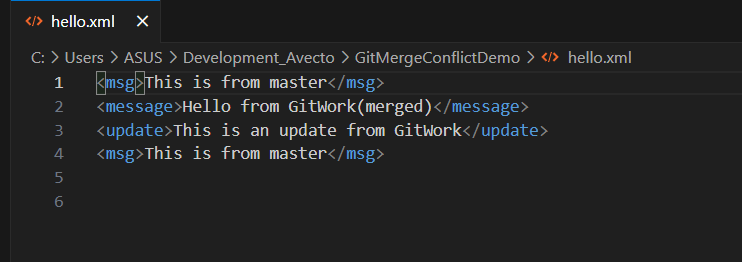 hello.xml
C: > Users > ASUS > Development_Avecto > GitMergeConflictDemo > hello.xml
1 <msg>This is from master</msg>
2 <message>Hello from GitWork(merged)</message>
3 <update>This is an update from GitWork</update>
4 <msg>This is from master</msg>
5
6